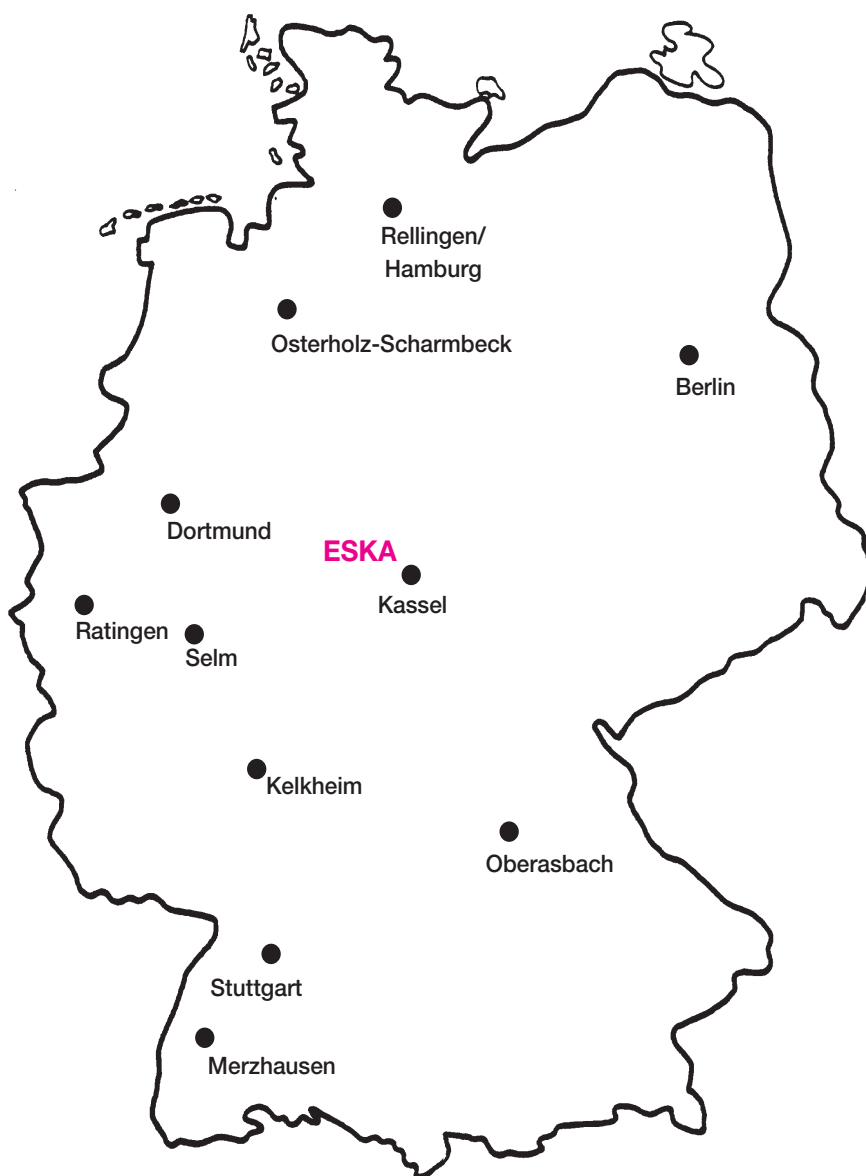 Rellingen/
Hamburg
Osterholz-Scharmbeck
Berlin
Dortmund
ESKA
Kassel
Ratingen
Selm
Kelkheim
Oberasbach
Stuttgart
Merzhausen